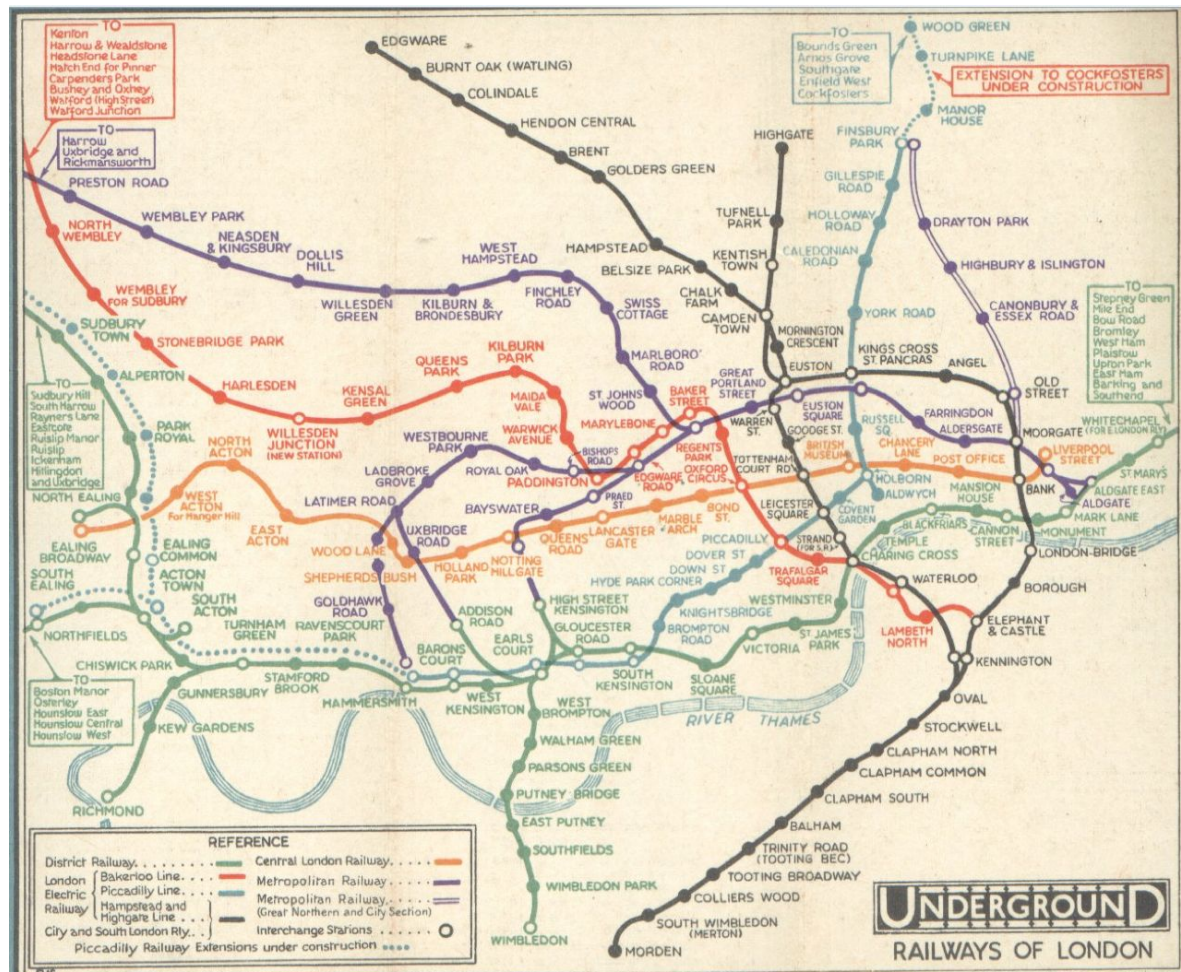 TO
Kenton
Harrow & Wealdstone
Headstone Lane
Hatch End for Pinner
Carpenders Park
Bushey and Oxhey
Watford (High Street)
Watford Junction
TO
Harrow
Uxbridge and
Rickmansworth
PRESTON ROAD
NORTH
WEMBLEY
WEMBLEY PARK
NEASDEN
& KINGSBURY
DOLLIS
HILL
WILLESDEN
GREEN
KILBURN &
BRONDESBURY
WEST
HAMPSTEAD
FINCHLEY
ROAD
SWISS
COTTAGE
MARLBORO'
ROAD
ST. JOHNS
WOOD
EDGWARE
BURNT OAK (WATLING)
COLINDALE
HENDON CENTRAL
BRENT
GOLDERS GREEN
HAMPSTEAD
BELSIZE PARK
CHALK
FARM
CAMDEN
TOWN
HIGHGATE
TUFNELL
PARK
KENTISH
TOWN
MORNINGTON
CRESCENT
EUSTON
TO
Bounds Green
Arnos Grove
Southgate
Enfield West
Cockfosters
WOOD GREEN
TURNPIKE LANE
EXTENSION TO COCKFOSTERS
UNDER CONSTRUCTION
MANOR
HOUSE
FINSBURY
PARK
GILLESPIE
ROAD
HOLLOWAY
ROAD
CALEDONIAN
ROAD
YORK ROAD
KINGS CROSS
ST. PANCRAS
ANGEL
DRAYTON PARK
HIGHBURY & ISLINGTON
CANONBURY &
ESSEX ROAD
OLD
STREET
MOORGATE
TO
Stepney Green
Mile End
Bow Road
Bromley
West Ham
Plaistow
Upton Park
East Ham
Barking and
Southend
WHITECHAPEL
(FOR E LONDON RLY)
ST MARYS
ALDGATE EAST
ALDGATE
LIVERPOOL
STREET
BANK
MARK LANE
MONUMENT
CANNON
STREET
MANSION
HOUSE
BLACKFRIARS
TEMPLE
CHARING CROSS
WEMBLEY
FOR SUDBURY
STONEBRIDGE PARK
HARLESDEN
WILLESDEN
JUNCTION
(NEW STATION)
KENSAL
GREEN
QUEENS
PARK
KILBURN
PARK
MAIDA
VALE
WARWICK
AVENUE
PADDINGTON
EDGWARE
ROAD
MARYLEBONE
BAKER
STREET
REGENTS
PARK
OXFORD
CIRCUS
GREAT
PORTLAND
STREET
WARREN
ST.
EUSTON
SQUARE
GOODGE ST.
TOTTENHAM
COURT RD
LEICESTER
SQUARE
STRAND
(FOR S.R.)
RUSSELL
SQ.
FARRINGDON
ALDERSGATE
BRITISH
MUSEUM
CHANCERY
LANE
POST OFFICE
HOLBORN
ALDWYCH
COVENT
GARDEN
PICCADILLY
DOVER ST
DOWN ST
HYDE PARK CORNER
KNIGHTSBRIDGE
BROMPTON
ROAD
TRAFALGAR
SQUARE
SUDBURY
TOWN
ALPERTON
PARK
ROYAL
TO
Sudbury Hill
South Harrow
Rayners Lane
Eastcote
Ruislip Manor
Ruislip
Ickenham
Hillingdon
and Uxbridge
NORTH EALING
EALING
BROADWAY
EALING
COMMON
ACTON
TOWN
SOUTH
EALING
NORTHFIELDS
SOUTH
ACTON
NORTH
ACTON
WEST
ACTON
For Hanger Hill
EAST
ACTON
WOOD LANE
SHEPHERDS BUSH
HOLLAND
PARK
NOTTING
HILL GATE
QUEENS
ROAD
LANCASTER
GATE
MARBLE
ARCH
BOND
ST.
WESTBOURNE
PARK
ROYAL OAK
BISHOPS
ROAD
LADBROKE
GROVE
LATIMER ROAD
UXBRIDGE
ROAD
BAYSWATER
PRAED
ST.
GOLDHAWK
ROAD
ADDISON
ROAD
HIGH STREET
KENSINGTON
GLOUCESTER
ROAD
EARLS
COURT
BARONS
COURT
WEST
KENSINGTON
HAMMERSMITH
RAVENSCOURT
PARK
STAMFORD
BROOK
TURNHAM
GREEN
CHISWICK PARK
GUNNERSBURY
KEW GARDENS
RICHMOND
TO
Boston Manor
Osterley
Hounslow East
Hounslow Central
Hounslow West
SOUTH
KENSINGTON
SLOANE
SQUARE
VICTORIA
ST JAMES
PARK
WESTMINSTER
WATERLOO
LAMBETH
NORTH
ELEPHANT
& CASTLE
LONDON BRIDGE
BOROUGH
KENNINGTON
OVAL
STOCKWELL
CLAPHAM NORTH
CLAPHAM COMMON
CLAPHAM SOUTH
BALHAM
TRINITY ROAD
(TOOTING BEC)
TOOTING BROADWAY
COLLIERS WOOD
SOUTH WIMBLEDON
(MERTON)
MORDEN
RIVER THAMES
WEST
BROMPTON
WALHAM GREEN
PARSONS GREEN
PUTNEY BRIDGE
EAST PUTNEY
SOUTHFIELDS
WIMBLEDON PARK
WIMBLEDON
REFERENCE
District Railway
London Electric Railway
Bakerloo Line
Piccadilly Line
Hampstead and Highgate Line
City and South London Rly.
Central London Railway
Metropolitan Railway
Metropolitan Railway
(Great Northern and City Section)
Interchange Stations
Piccadilly Railway Extensions under construction
UNDERGROUND
RAILWAYS OF LONDON